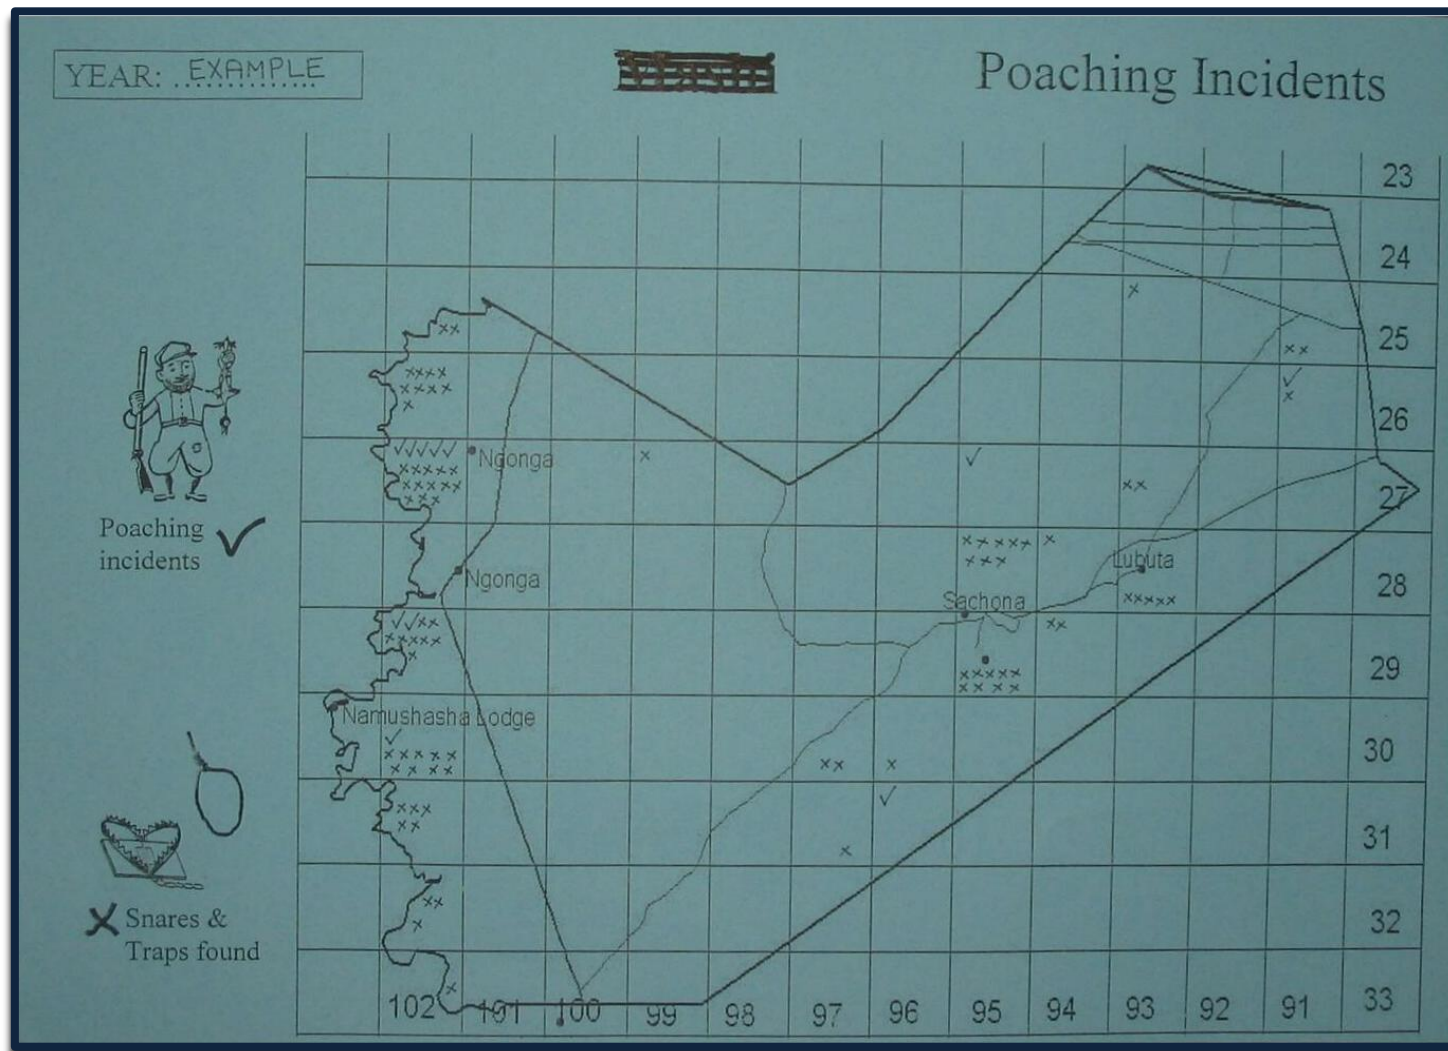 YEAR: EXAMPLE
Poaching Incidents
23
24
25
26
Ngonga
27
Poaching
incidents
Ngonga
Lubuta
28
Sachona
29
Namushasha Lodge
30
31
Snares &
Traps found
32
102 101 100 99 98 97 96 95 94 93 92 91 33